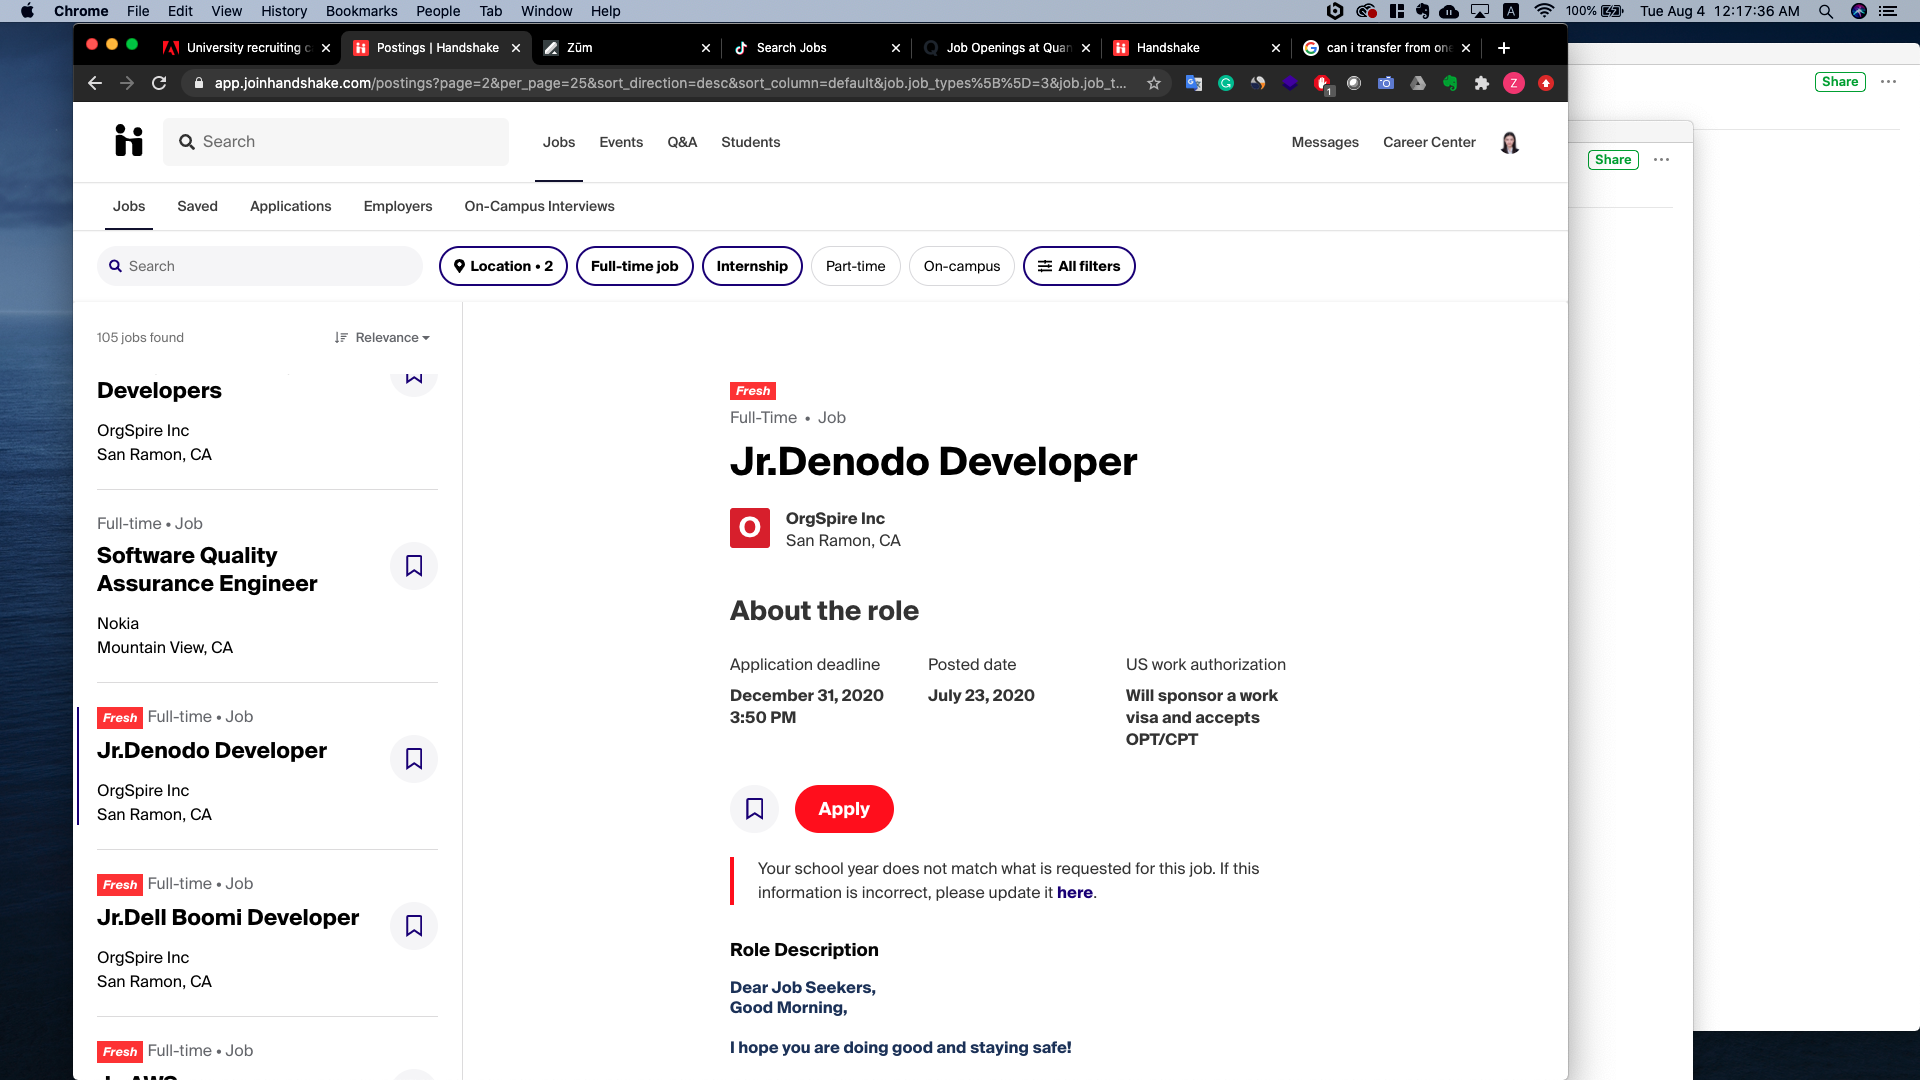 Chrome File Edit View History Bookmarks People Tab Window Help
A 100% Tue Aug 4 12:17:36 AM
University recruiting
Postings | Handshake
Zūm
Search Jobs
Job Openings at Quan
Handshake
can i transfer from one
app.joinhandshake.com/postings?page=2&per_page=25&sort_direction=desc&sort_column=default&job.job_types%5B%5D=3&job.job_t...
1
Z
Share
Share
Search
Jobs Events Q&A Students
Messages Career Center
Jobs Saved Applications Employers On-Campus Interviews
Search
Location • 2
Full-time job
Internship
Part-time
On-campus
All filters
105 jobs found
Relevance
Developers
OrgSpire Inc
San Ramon, CA
Full-time • Job
Software Quality
Assurance Engineer
Nokia
Mountain View, CA
Fresh Full-time • Job
Jr.Denodo Developer
OrgSpire Inc
San Ramon, CA
Fresh Full-time • Job
Jr.Dell Boomi Developer
OrgSpire Inc
San Ramon, CA
Fresh Full-time • Job
Fresh
Full-Time • Job
Jr.Denodo Developer
O
OrgSpire Inc
San Ramon, CA
About the role
Application deadline
December 31, 2020
3:50 PM
Posted date
July 23, 2020
US work authorization
Will sponsor a work
visa and accepts
OPT/CPT
Apply
Your school year does not match what is requested for this job. If this
information is incorrect, please update it here.
Role Description
Dear Job Seekers,
Good Morning,
I hope you are doing good and staying safe!